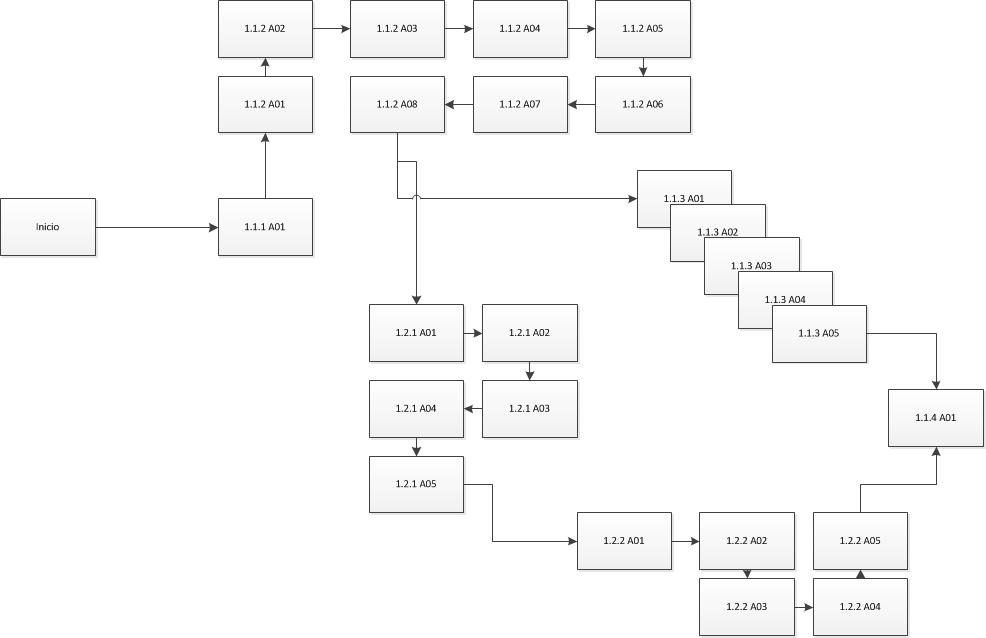 1.1.2 A02
1.1.2 A03
1.1.2 A04
1.1.2 A05
1.1.2 A01
1.1.2 A08
1.1.2 A07
1.1.2 A06
Inicio
1.1.1 A01
1.1.3 A01
1.1.3 A02
1.1.3 A03
1.1.3 A04
1.1.3 A05
1.2.1 A01
1.2.1 A02
1.2.1 A04
1.2.1 A03
1.1.4 A01
1.2.1 A05
1.2.2 A01
1.2.2 A02
1.2.2 A05
1.2.2 A03
1.2.2 A04